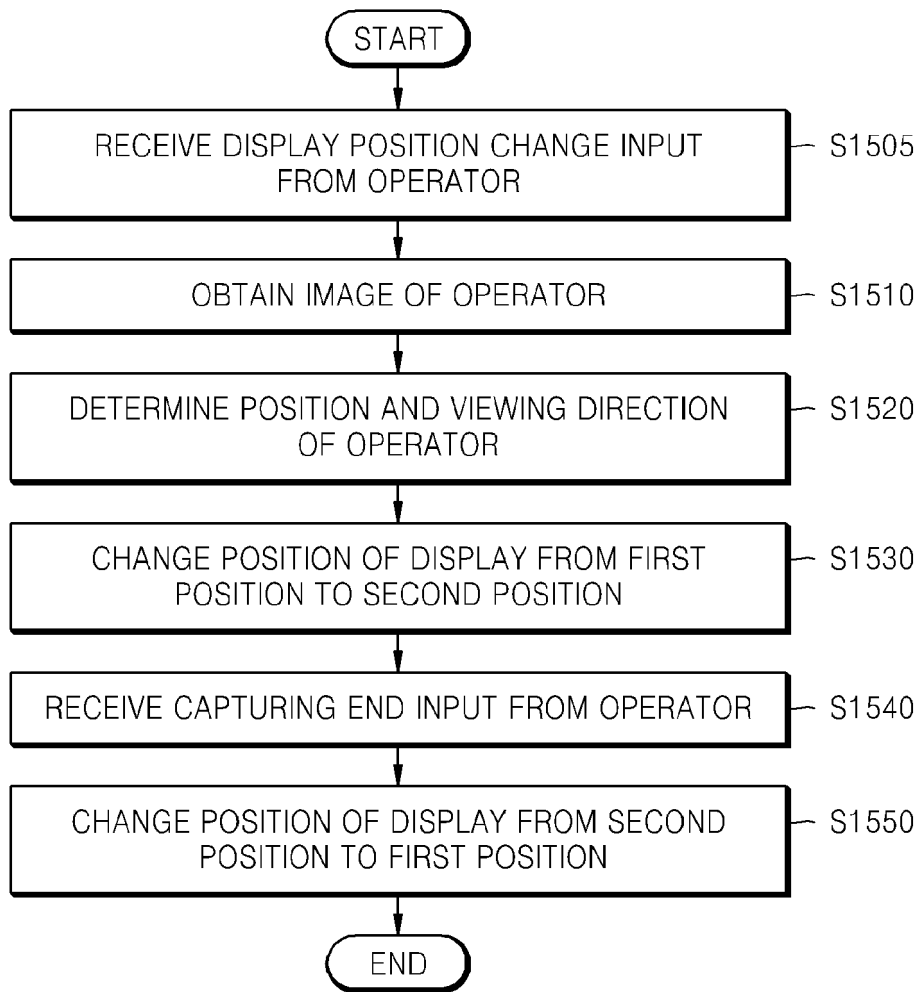 START
RECEIVE DISPLAY POSITION CHANGE INPUT
FROM OPERATOR
S1505
OBTAIN IMAGE OF OPERATOR
S1510
DETERMINE POSITION AND VIEWING DIRECTION
OF OPERATOR
S1520
CHANGE POSITION OF DISPLAY FROM FIRST
POSITION TO SECOND POSITION
S1530
RECEIVE CAPTURING END INPUT FROM OPERATOR
S1540
CHANGE POSITION OF DISPLAY FROM SECOND
POSITION TO FIRST POSITION
S1550
END